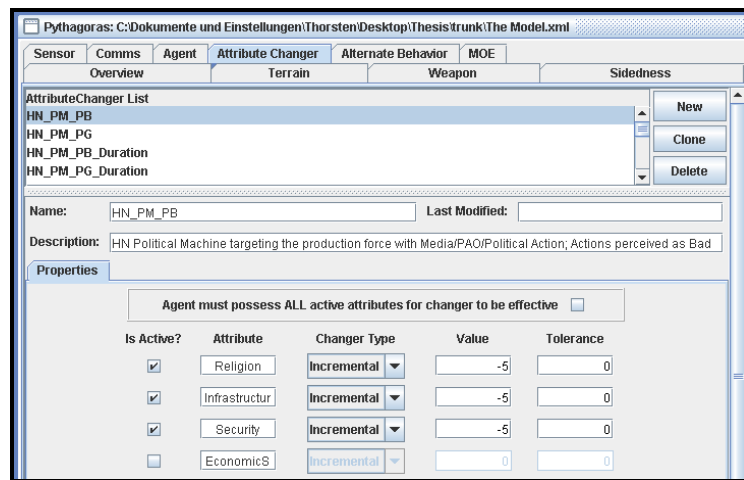 Pythagoras: C:\Dokumente und Einstellungen\Thorsten\Desktop\Thesis\trunk\The Model.xml
Sensor Comms Agent Attribute Changer Alternate Behavior MOE
Overview Terrain Weapon Sidedness
AttributeChanger List
HN_PM_PB
HN_PM_PG
HN_PM_PB_Duration
HN_PM_PG_Duration
New
Clone
Delete
Name: HN_PM_PB Last Modified:
Description: HN Political Machine targeting the production force with Media/PAO/Political Action; Actions perceived as Bad
Properties
Agent must possess ALL active attributes for changer to be effective
Is Active? Attribute Changer Type Value Tolerance
Religion Incremental -5 0
Infrastructur Incremental -5 0
Security Incremental -5 0
EconomicS Incremental 0 0